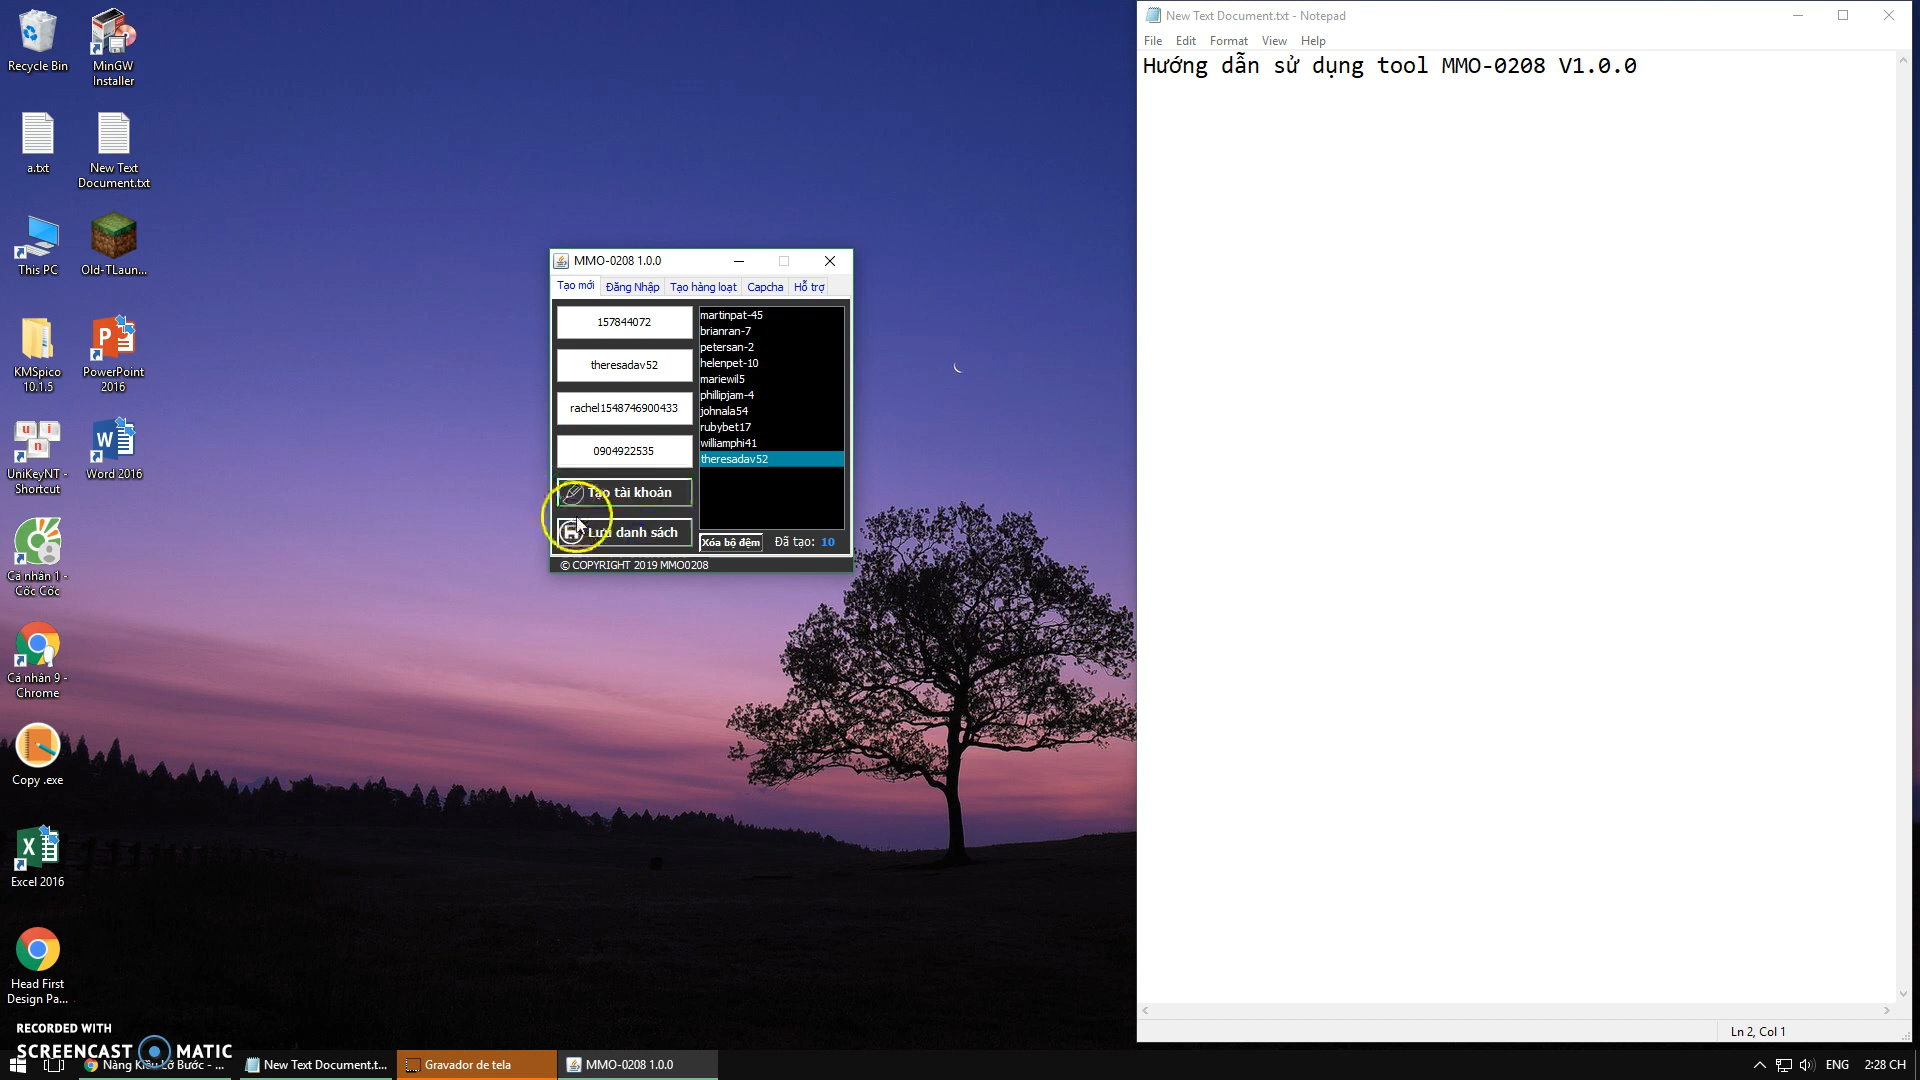 Recycle Bin
MinGW
Installer
a.txt
New Text
Document.txt
This PC
Old-TLaun...
KMSpico
10.1.5
PowerPoint
2016
UniKeyNT -
Shortcut
Word 2016
Cá nhân 1 -
Cốc Cốc
Cá nhân 9 -
Chrome
Copy .exe
Excel 2016
Head First
Design Pa...
MMO-0208 1.0.0
Tạo mới
Đăng Nhập
Tạo hàng loạt
Capcha
Hỗ trợ
157844072
theresadav52
rachel1548746900433
0904922535
Tạo tài khoản
Lưu danh sách
martinpat-45
brianran-7
petersan-2
helenpet-10
mariewil5
phillipjam-4
johnala54
rubybet17
williamphi41
theresadav52
Xóa bộ đệm
Đã tạo: 10
© COPYRIGHT 2019 MMO0208
New Text Document.txt - Notepad
File Edit Format View Help
Hướng dẫn sử dụng tool MMO-0208 V1.0.0
Ln 2, Col 1
RECORDED WITH
SCREENCAST MATIC
Nàng Kiều Lỡ Bước - ...
New Text Document.t...
Gravador de tela
MMO-0208 1.0.0
ENG
2:28 CH